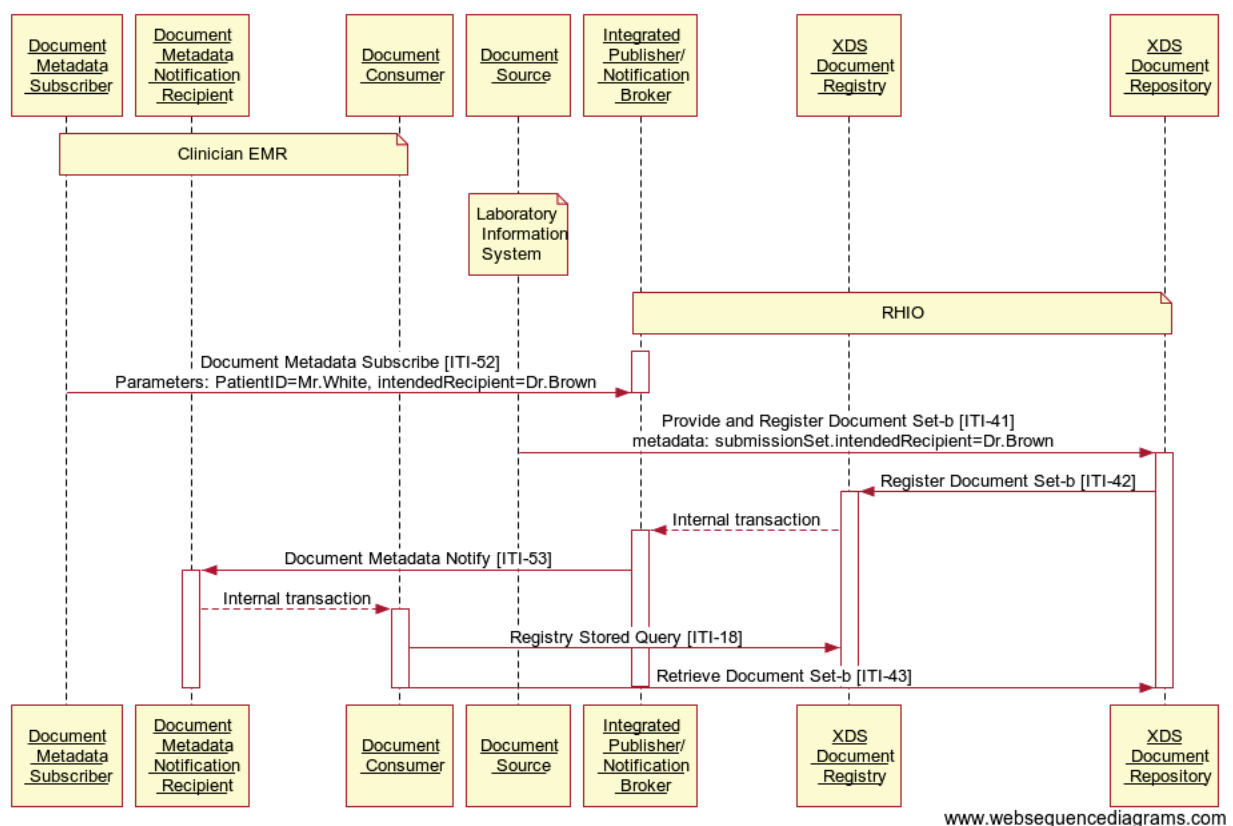 Document
Metadata
Subscriber
Document
Metadata
Notification
Recipient
Document
Consumer
Document
Source
Integrated
Publisher/
Notification
Broker
XDS
Document
Registry
XDS
Document
Repository
Clinician EMR
Laboratory
Information
System
RHIO
Document Metadata Subscribe [ITI-52]
Parameters: PatientID=Mr.White, intendedRecipient=Dr.Brown
Provide and Register Document Set-b [ITI-41]
metadata: submissionSet.intendedRecipient=Dr.Brown
Register Document Set-b [ITI-42]
Internal transaction
Document Metadata Notify [ITI-53]
Internal transaction
Registry Stored Query [ITI-18]
Retrieve Document Set-b [ITI-43]
Document
Metadata
Subscriber
Document
Metadata
Notification
Recipient
Document
Consumer
Document
Source
Integrated
Publisher/
Notification
Broker
XDS
Document
Registry
XDS
Document
Repository
www.websequencediagrams.com